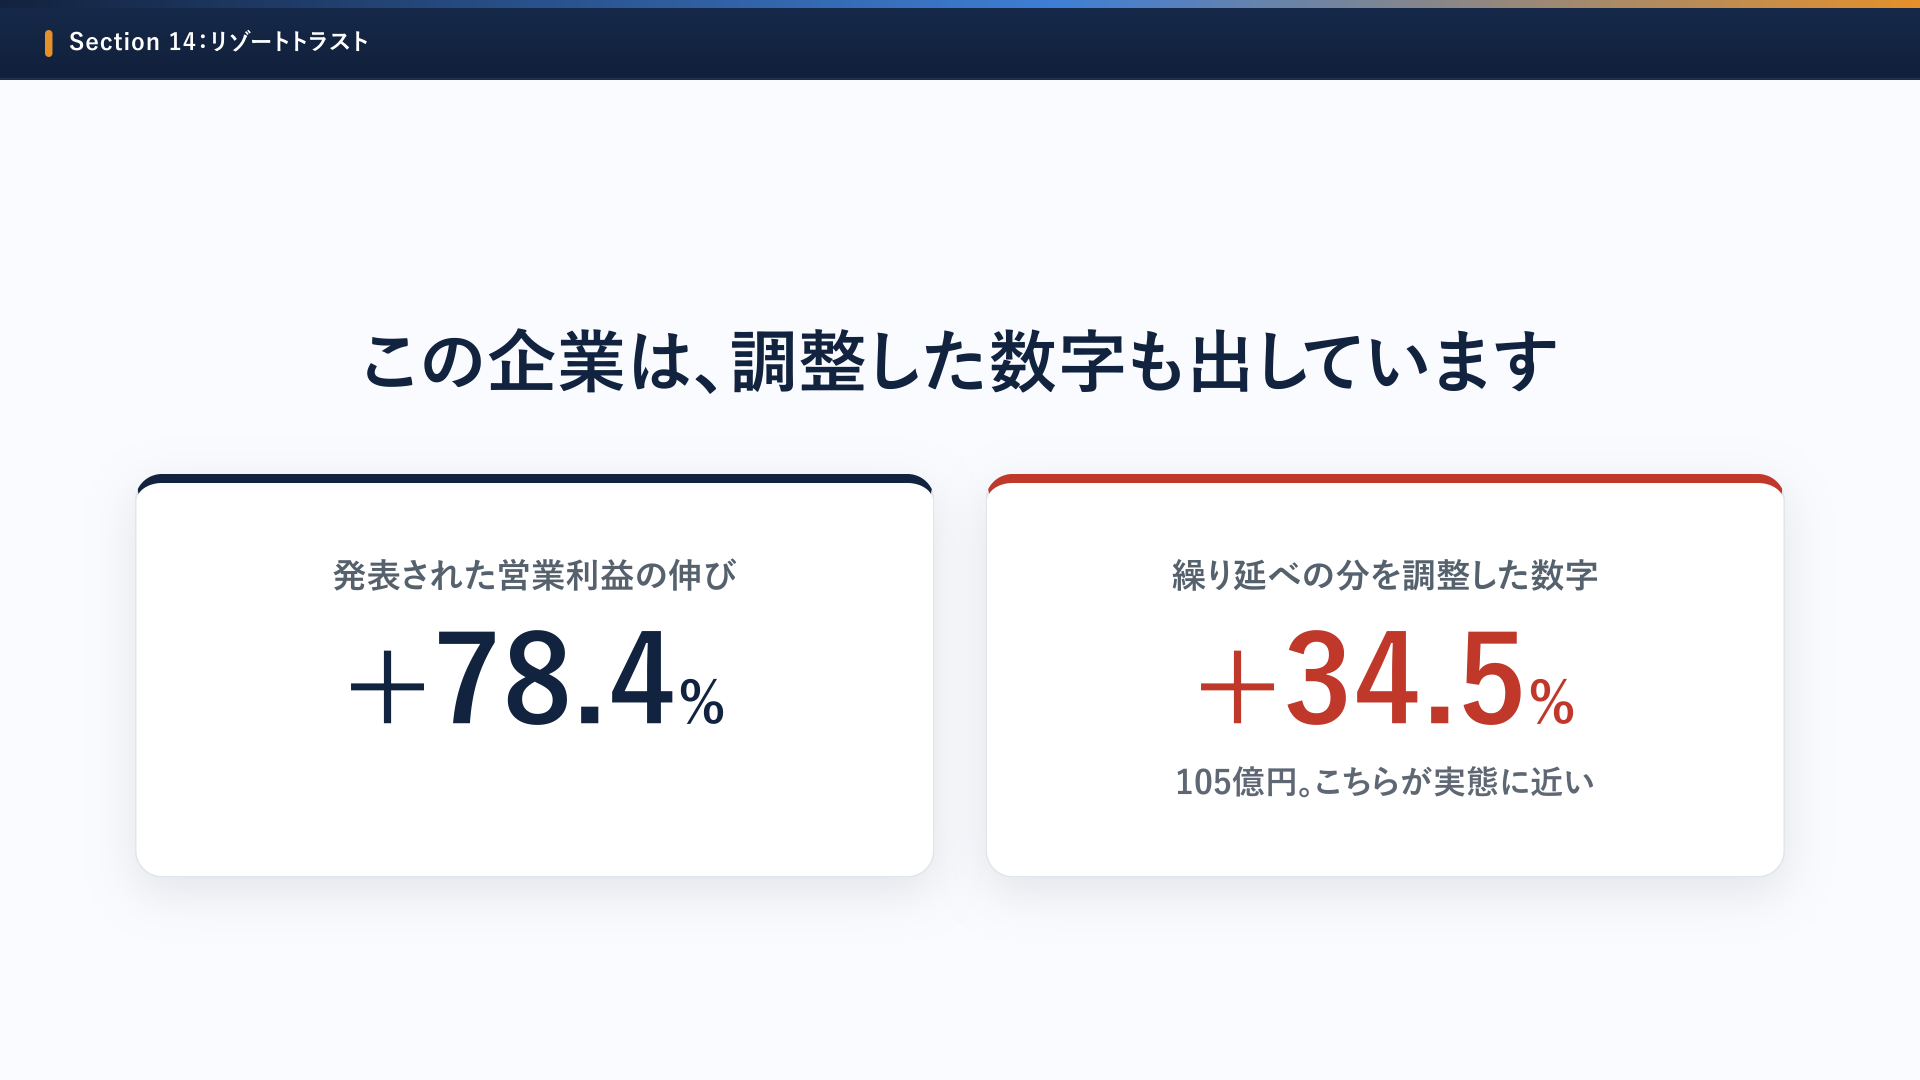 Section 14：リゾートトラスト
この企業は、調整した数字も出しています
発表された営業利益の伸び
＋78.4%
繰り延べの分を調整した数字
＋34.5%
105億円。こちらが実態に近い